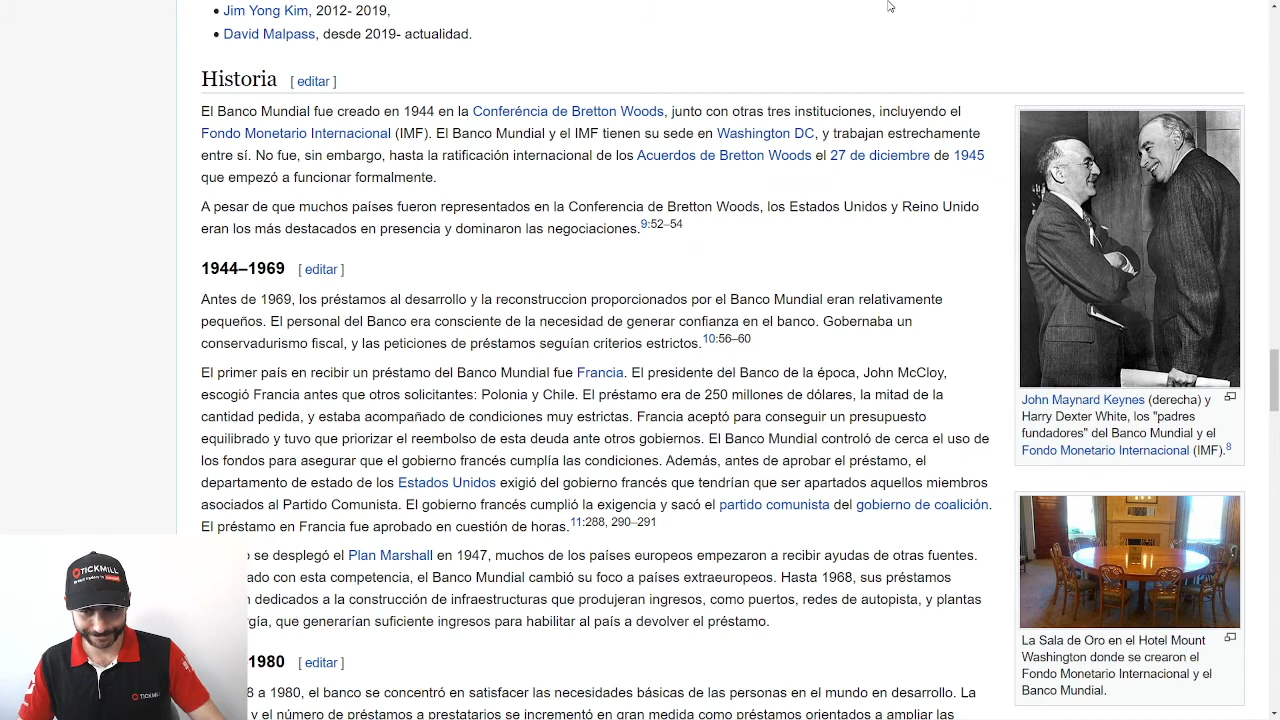 Jim Yong Kim, 2012- 2019,
David Malpass, desde 2019- actualidad.
Historia [ editar ]
El Banco Mundial fue creado en 1944 en la Conferéncia de Bretton Woods, junto con otras tres instituciones, incluyendo el
Fondo Monetario Internacional (IMF). El Banco Mundial y el IMF tienen su sede en Washington DC, y trabajan estrechamente
entre sí. No fue, sin embargo, hasta la ratificación internacional de los Acuerdos de Bretton Woods el 27 de diciembre de 1945
que empezó a funcionar formalmente.
A pesar de que muchos países fueron representados en la Conferencia de Bretton Woods, los Estados Unidos y Reino Unido
eran los más destacados en presencia y dominaron las negociaciones.9:52–54
1944–1969 [ editar ]
Antes de 1969, los préstamos al desarrollo y la reconstruccion proporcionados por el Banco Mundial eran relativamente
pequeños. El personal del Banco era consciente de la necesidad de generar confianza en el banco. Gobernaba un
conservadurismo fiscal, y las peticiones de préstamos seguían criterios estrictos.10:56–60
El primer país en recibir un préstamo del Banco Mundial fue Francia. El presidente del Banco de la época, John McCloy,
escogió Francia antes que otros solicitantes: Polonia y Chile. El préstamo era de 250 millones de dólares, la mitad de la
cantidad pedida, y estaba acompañado de condiciones muy estrictas. Francia aceptó para conseguir un presupuesto
equilibrado y tuvo que priorizar el reembolso de esta deuda ante otros gobiernos. El Banco Mundial controló de cerca el uso de
los fondos para asegurar que el gobierno francés cumplía las condiciones. Además, antes de aprobar el préstamo, el
departamento de estado de los Estados Unidos exigió del gobierno francés que tendrían que ser apartados aquellos miembros
asociados al Partido Comunista. El gobierno francés cumplió la exigencia y sacó el partido comunista del gobierno de coalición.
El préstamo en Francia fue aprobado en cuestión de horas.11:288, 290–291
se desplegó el Plan Marshall en 1947, muchos de los países europeos empezaron a recibir ayudas de otras fuentes.
con esta competencia, el Banco Mundial cambió su foco a países extraeuropeos. Hasta 1968, sus préstamos
dedicados a la construcción de infraestructuras que produjeran ingresos, como puertos, redes de autopista, y plantas
que generarían suficiente ingresos para habilitar al país a devolver el préstamo.
1980 [ editar ]
a 1980, el banco se concentró en satisfacer las necesidades básicas de las personas en el mundo en desarrollo. La
y el número de préstamos a prestatarios se incrementó en gran medida como préstamos orientados a ampliar las
John Maynard Keynes (derecha) y
Harry Dexter White, los "padres
fundadores" del Banco Mundial y el
Fondo Monetario Internacional (IMF).8
La Sala de Oro en el Hotel Mount
Washington donde se crearon el
Fondo Monetario Internacional y el
Banco Mundial.
TICKMILL
TICKMILL